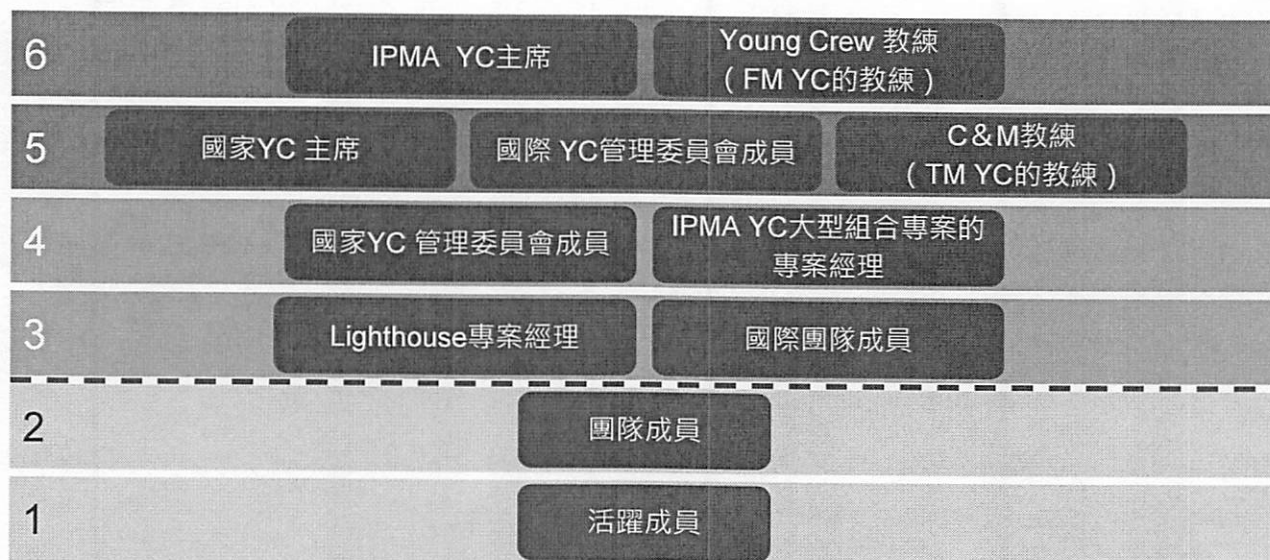 6
IPMA YC主席
Young Crew 教練
( FM YC的教練 )
5
國家YC 主席
國際 YC管理委員會成員
C&M教練
( TM YC的教練 )
4
國家YC 管理委員會成員
IPMA YC大型組合專案的
專案經理
3
Lighthouse專案經理
國際團隊成員
2
團隊成員
1
活躍成員